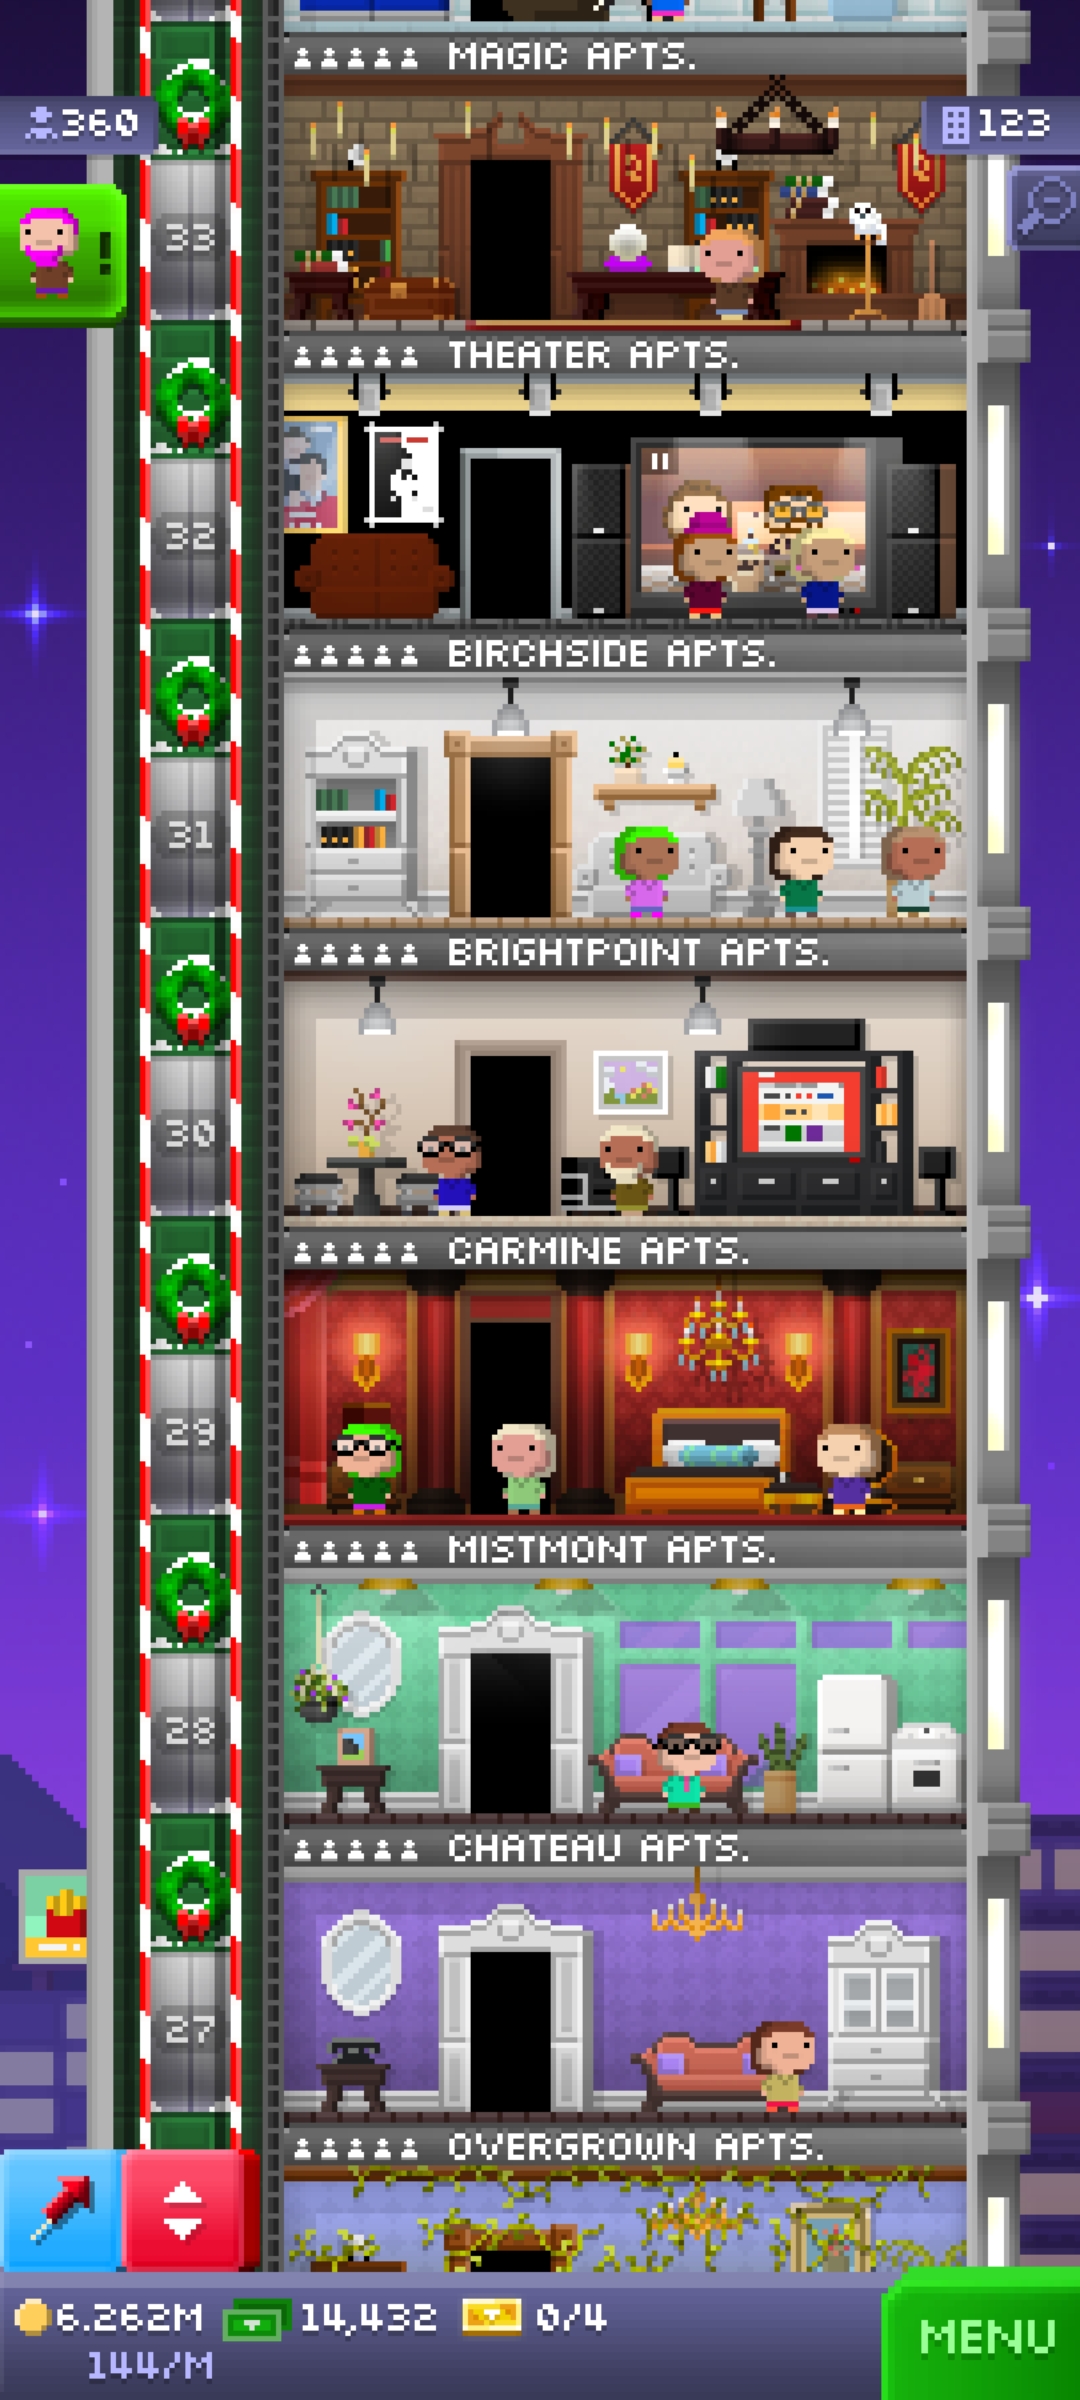 MAGIC APTS.
360
123
33
THEATER APTS.
32
BIRCHSIDE APTS.
31
BRIGHTPOINT APTS.
30
CARMINE APTS.
29
MISTMONT APTS.
28
CHATEAU APTS.
27
OVERGROWN APTS.
6.262M 14,432 0/4
144/M
MENU